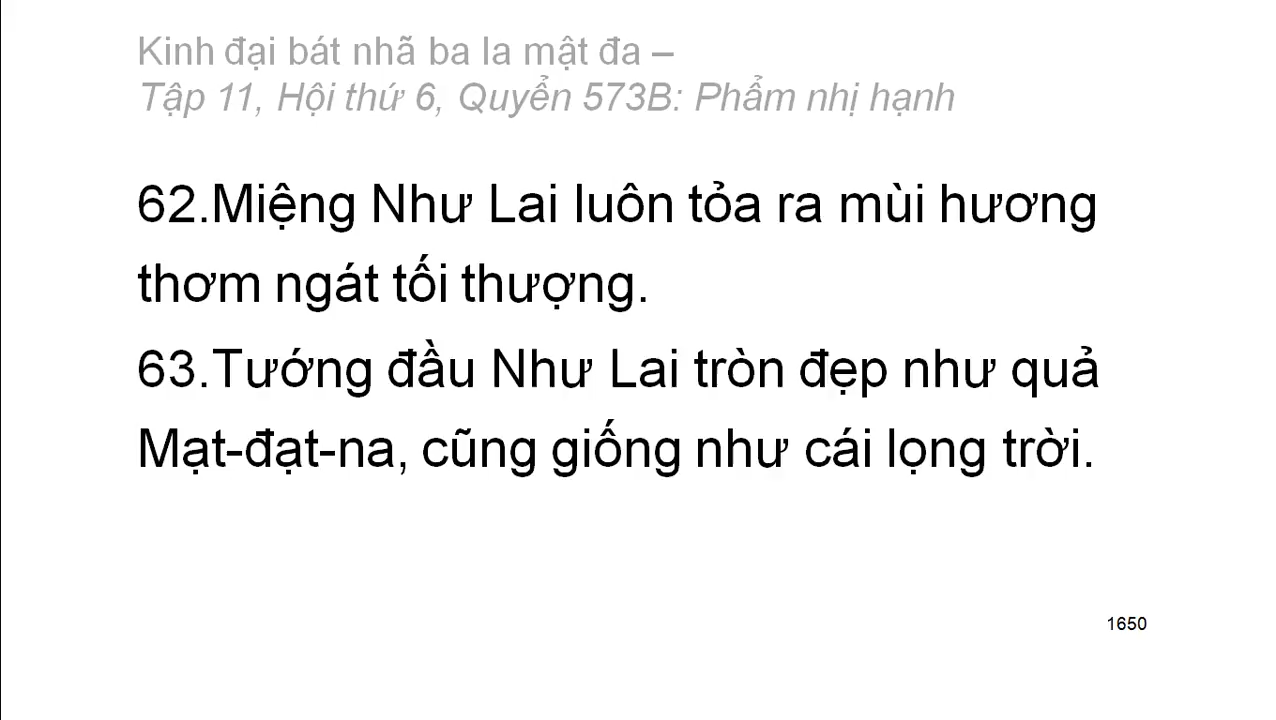 Kinh đại bát nhã ba la mật đa –
Tập 11, Hội thứ 6, Quyển 573B: Phẩm nhị hạnh
62.Miệng Như Lai luôn tỏa ra mùi hương
thơm ngát tối thượng.
63.Tướng đầu Như Lai tròn đẹp như quả
Mạt-đạt-na, cũng giống như cái lọng trời.
1650